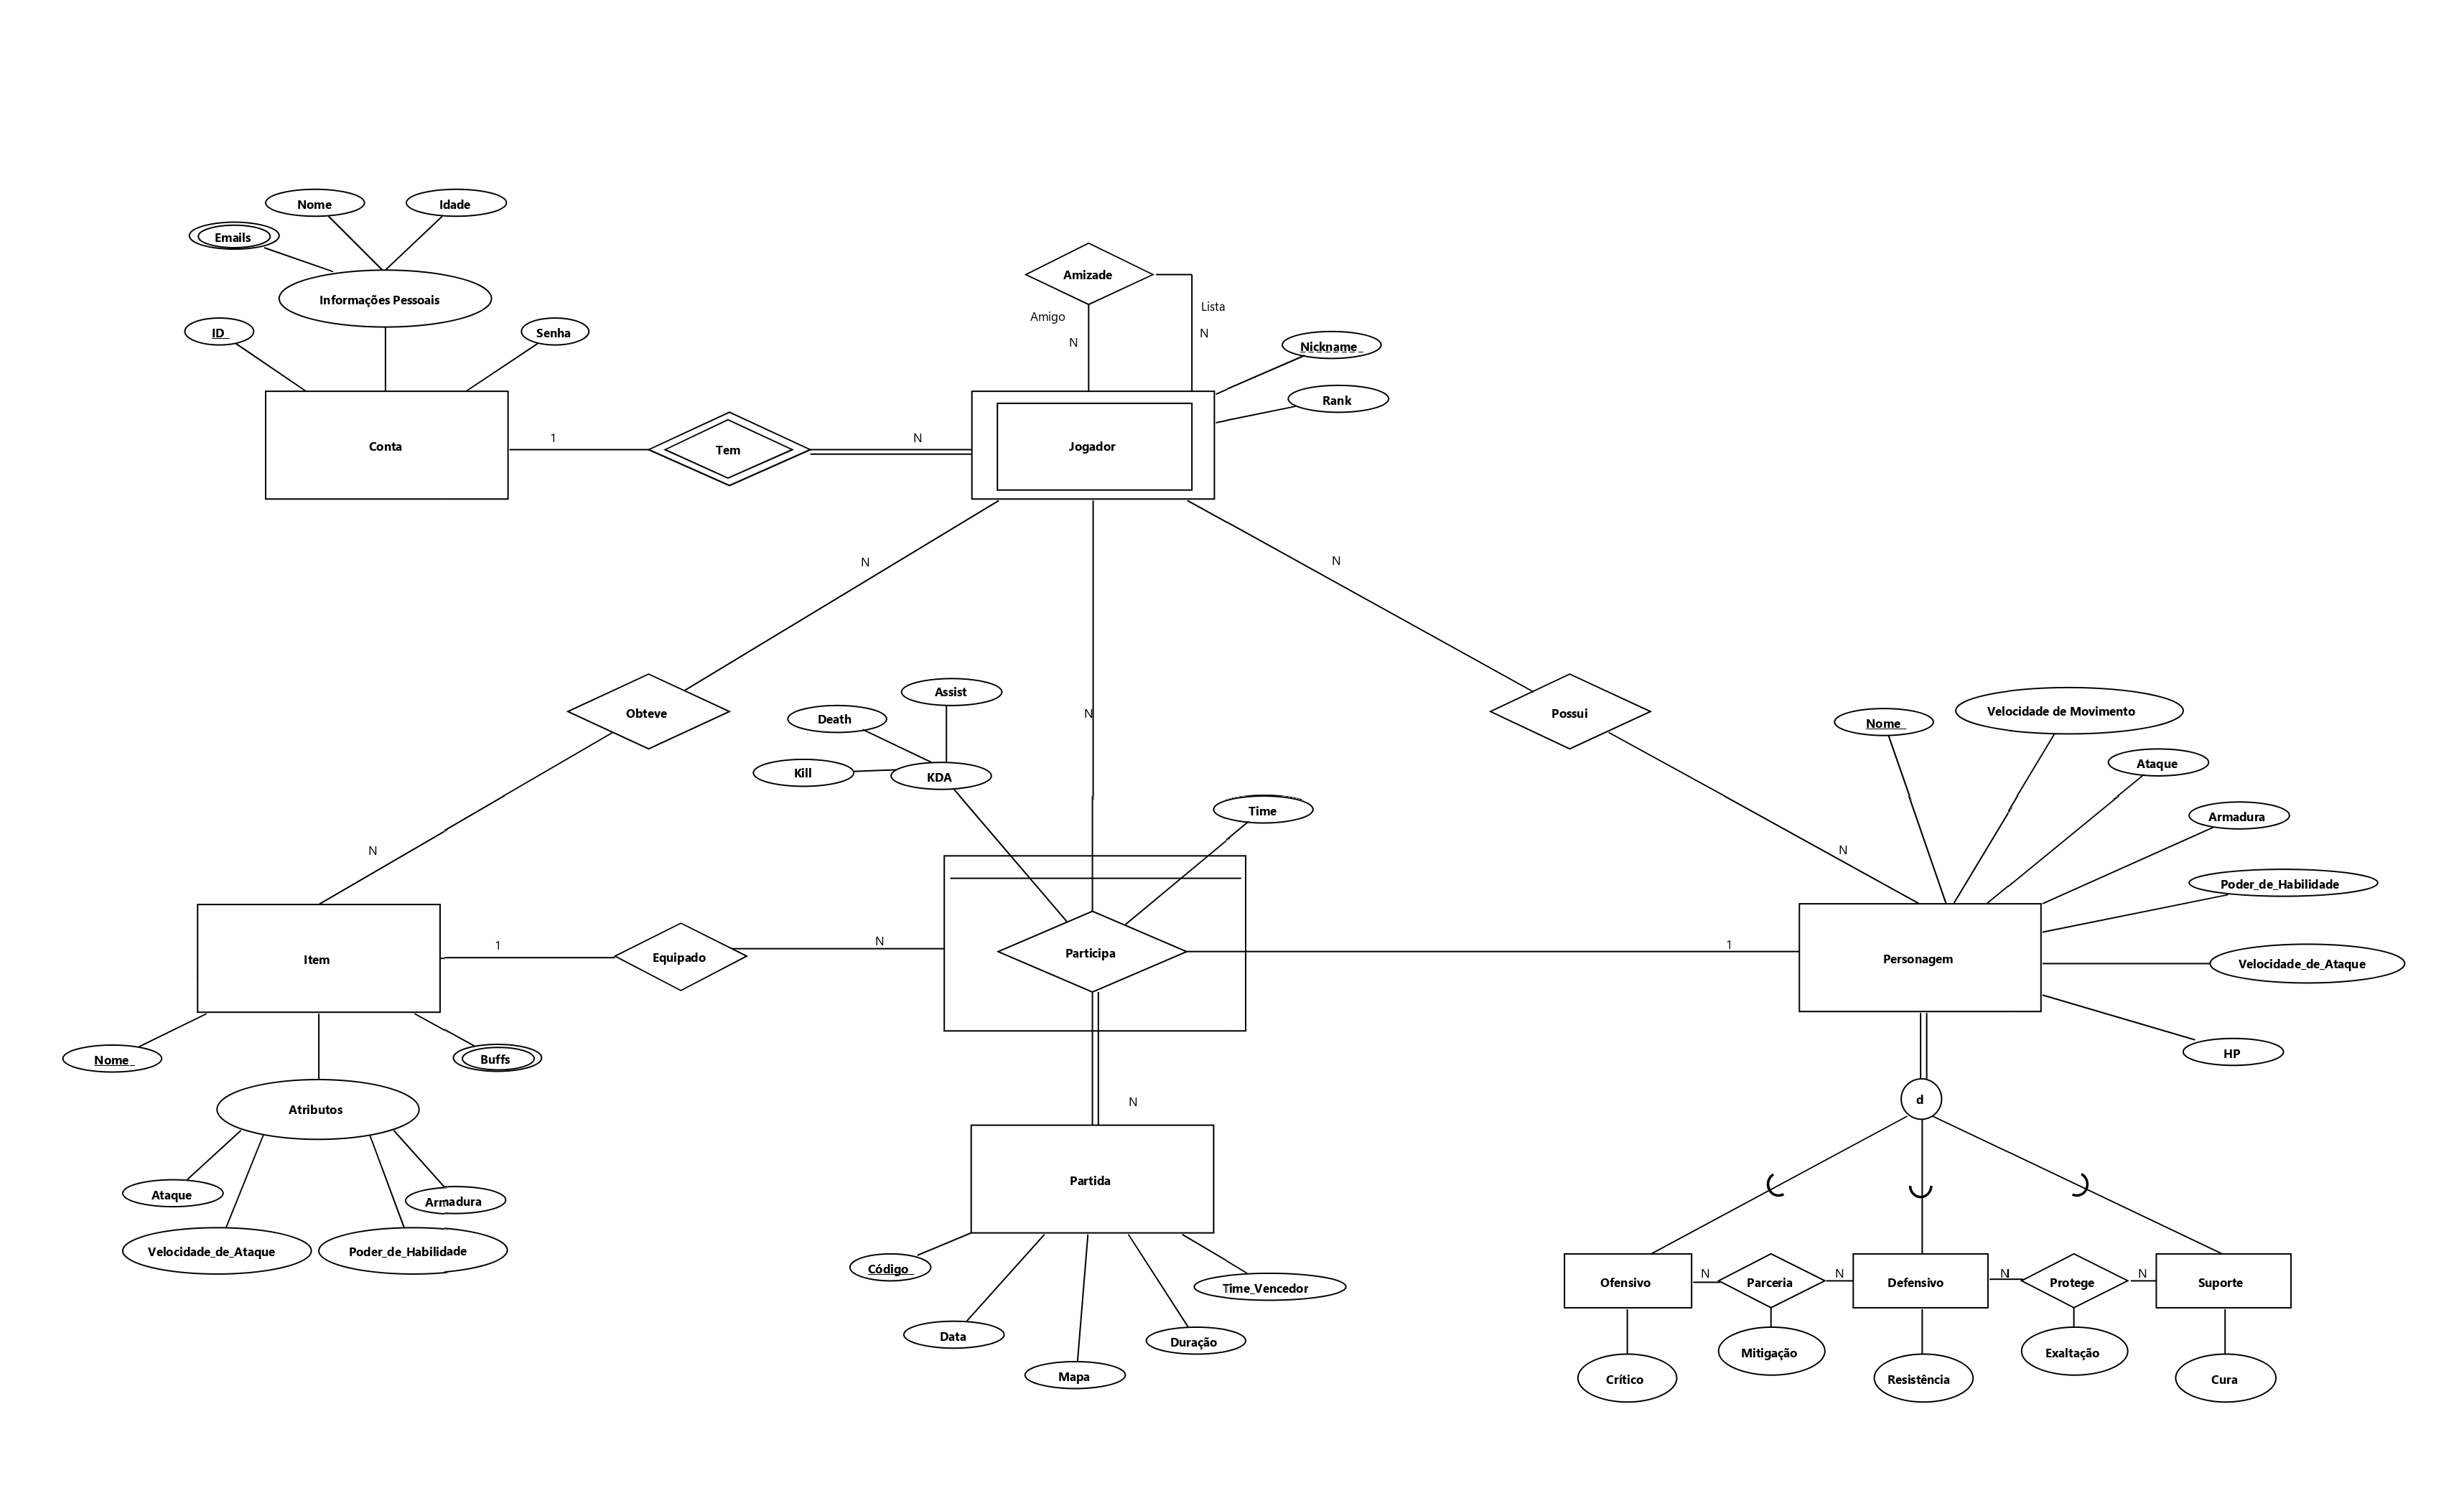 Nome
Idade
Emails
Informações Pessoais
ID
Senha
Conta
1
Tem
N
Amizade
Amigo
N
Lista
N
Nickname
Rank
Jogador
N
N
N
Obteve
Possui
Assist
Death
Kill
KDA
Time
N
N
Nome
Velocidade de Movimento
Ataque
Armadura
Poder_de_Habilidade
Velocidade_de_Ataque
HP
Item
1
Equipado
N
Participa
1
Personagem
Nome
Buffs
Atributos
Ataque
Armadura
Velocidade_de_Ataque
Poder_de_Habilidade
N
Partida
Código
Data
Mapa
Duração
Time_Vencedor
d
Ofensivo
N
Parceria
N
Defensivo
N
Protege
N
Suporte
Crítico
Mitigação
Resistência
Exaltação
Cura